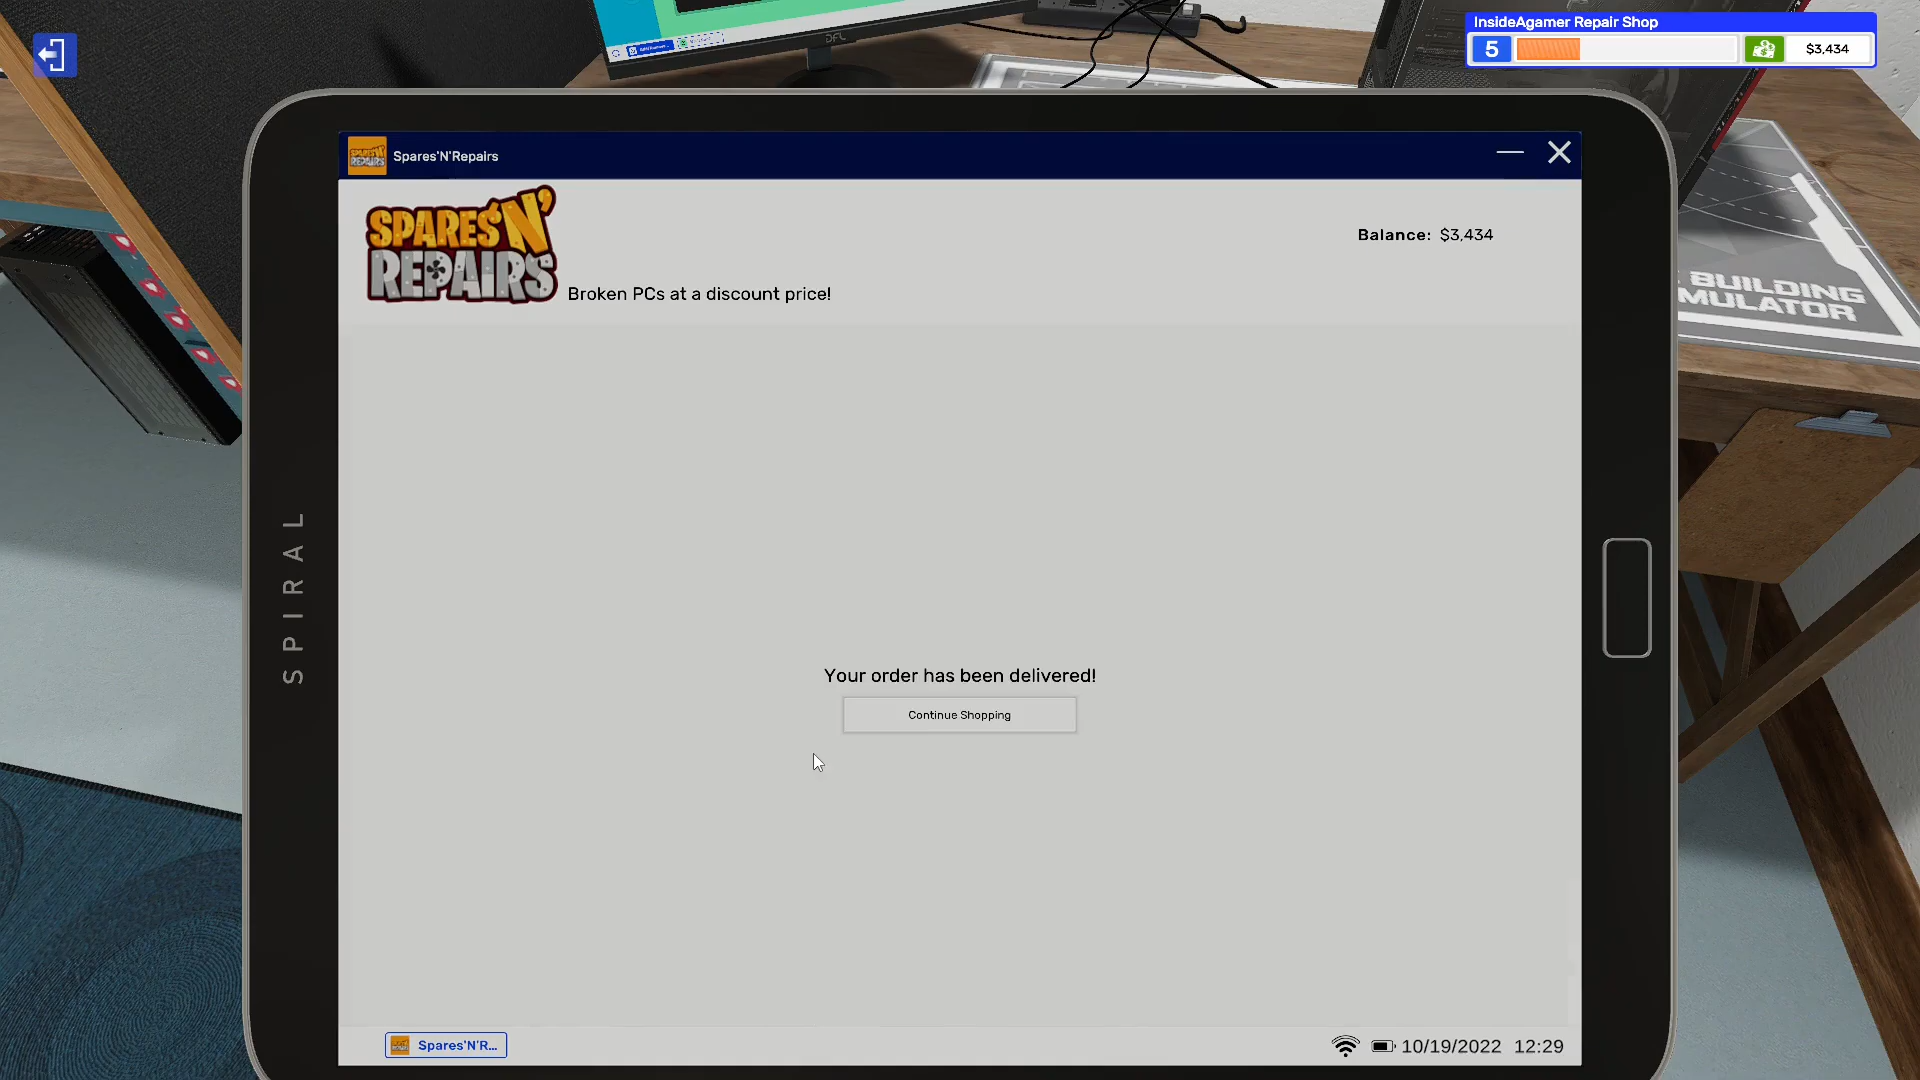 InsideAgamer Repair Shop
5
$3,434
DFL
Spares'N'Repairs
SPARES'N'
REPAIRS
Balance: $3,434
Broken PCs at a discount price!
BUILDING
Your order has been delivered!
Continue Shopping
SPIRAL
Spares'N'R...
10/19/2022 12:29